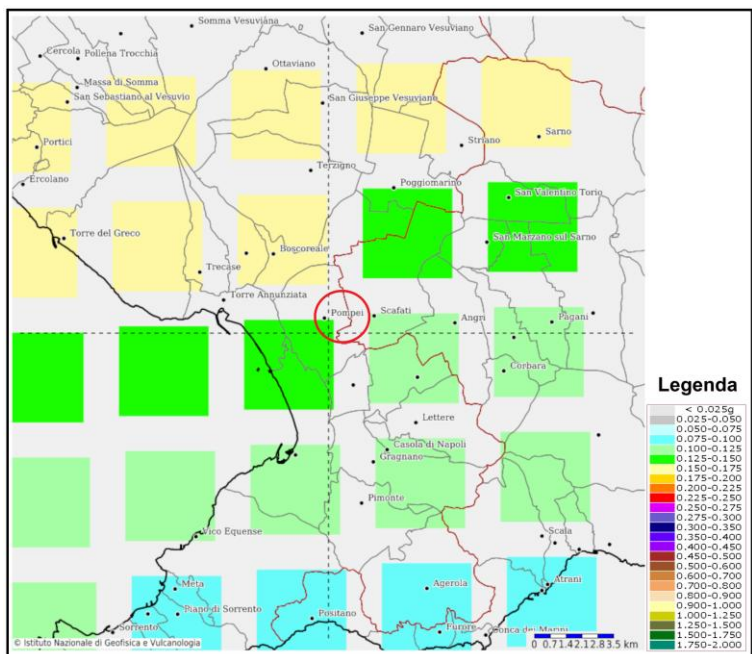 Somma Vesuviana
San Gennaro Vesuviano
Cercola
Pollena Trocchia
Ottaviano
Massa di Somma
San Sebastiano al Vesuvio
San Giuseppe Vesuviano
Portici
Striano
Sarno
Terzigno
Ercolano
Poggiomarino
San Valentino Torio
Torre del Greco
Boscoreale
San Marzano sul Sarno
Trecase
Torre Annunziata
Pompei
Scafati
Angri
Pagani
Corbara
Lettere
Casola di Napoli
Gragnano
Pimonte
Vico Equense
Scala
Meta
Agerola
Atrani
Piano di Sorrento
Positano
Sorrento
Furore
Conca dei Marini
© Istituto Nazionale di Geofisica e Vulcanologia
0 0.71.42.12.83.5 km
Legenda
< 0.025g
0.025-0.050
0.050-0.075
0.075-0.100
0.100-0.125
0.125-0.150
0.150-0.175
0.175-0.200
0.200-0.225
0.225-0.250
0.250-0.275
0.275-0.300
0.300-0.350
0.350-0.400
0.400-0.450
0.450-0.500
0.500-0.600
0.600-0.700
0.700-0.800
0.800-0.900
0.900-1.000
1.000-1.250
1.250-1.500
1.500-1.750
1.750-2.000